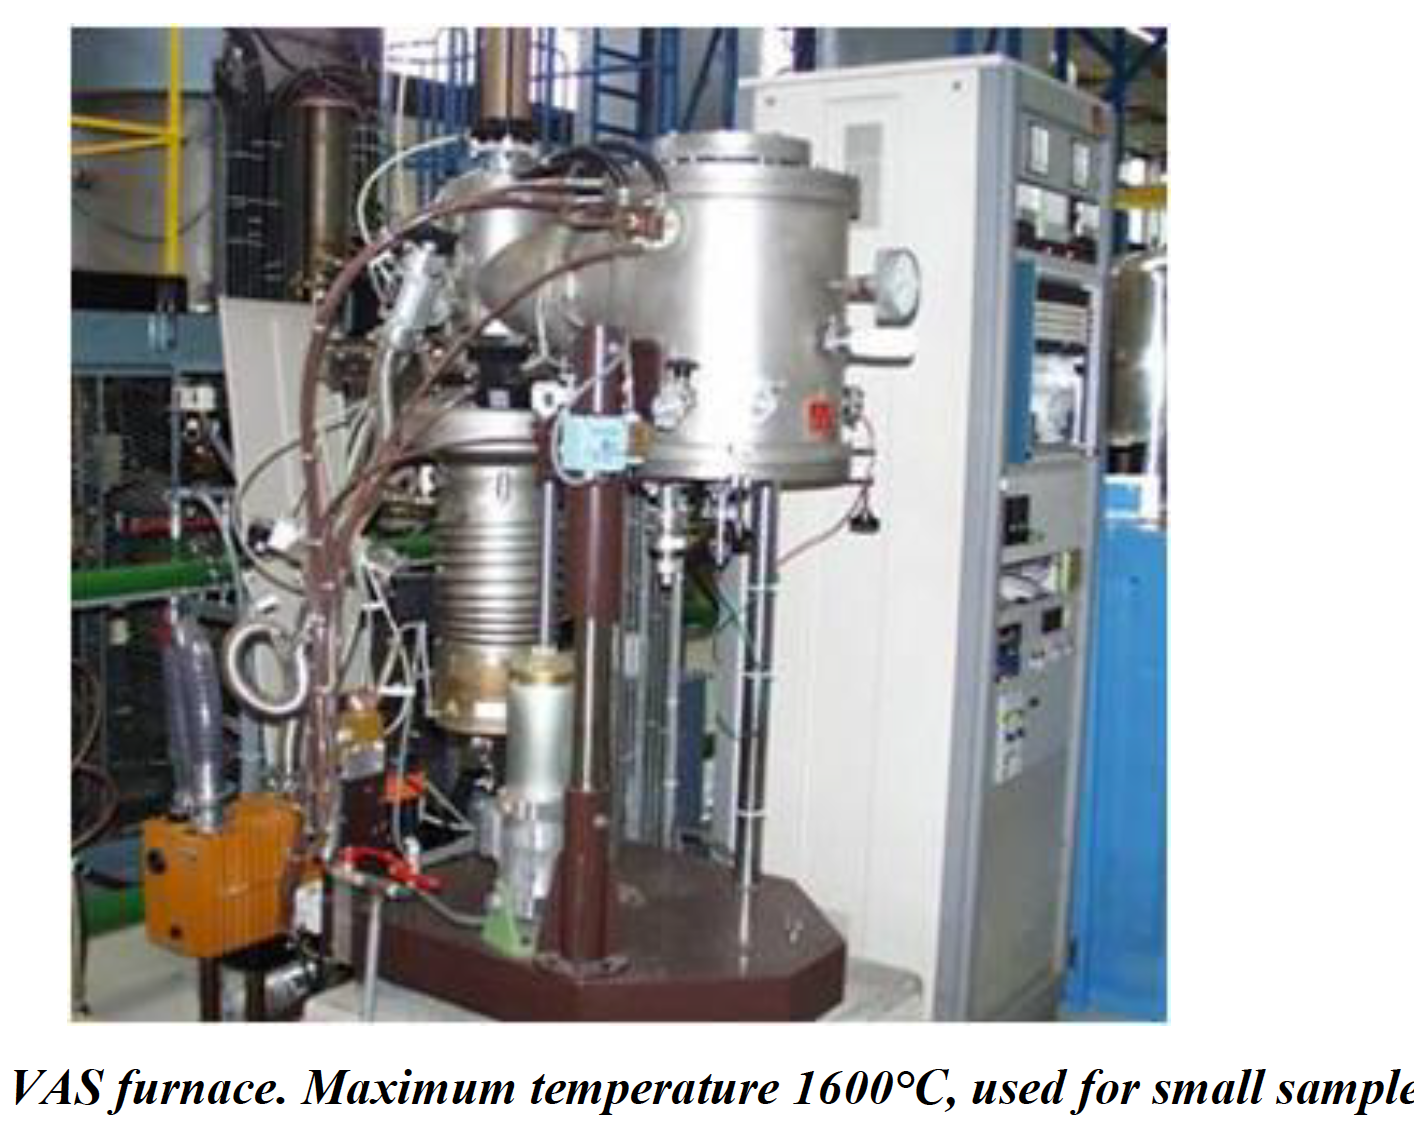 VAS furnace. Maximum temperature 1600°C, used for small sample